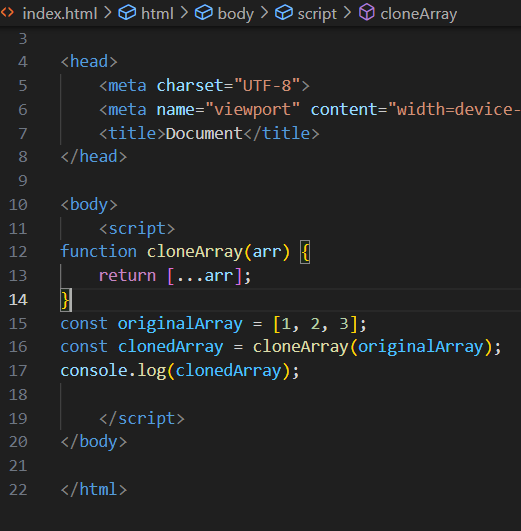 index.html > html > body > script > cloneArray
3
4 <head>
5 <meta charset="UTF-8">
6 <meta name="viewport" content="width=device-
7 <title>Document</title>
8 </head>
9
10 <body>
11 <script>
12 function cloneArray(arr) {
13 return [...arr];
14 }
15 const originalArray = [1, 2, 3];
16 const clonedArray = cloneArray(originalArray);
17 console.log(clonedArray);
18
19 </script>
20 </body>
21
22 </html>